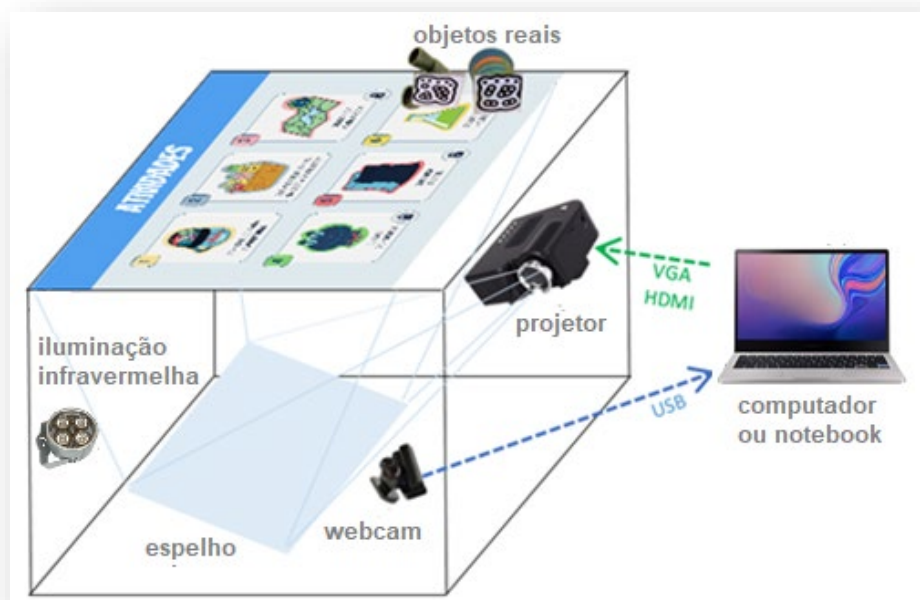 objetos reais
ATIVIDADES
VGA
HDMI
projetor
iluminação
infravermelha
USB
computador
ou notebook
webcam
espelho